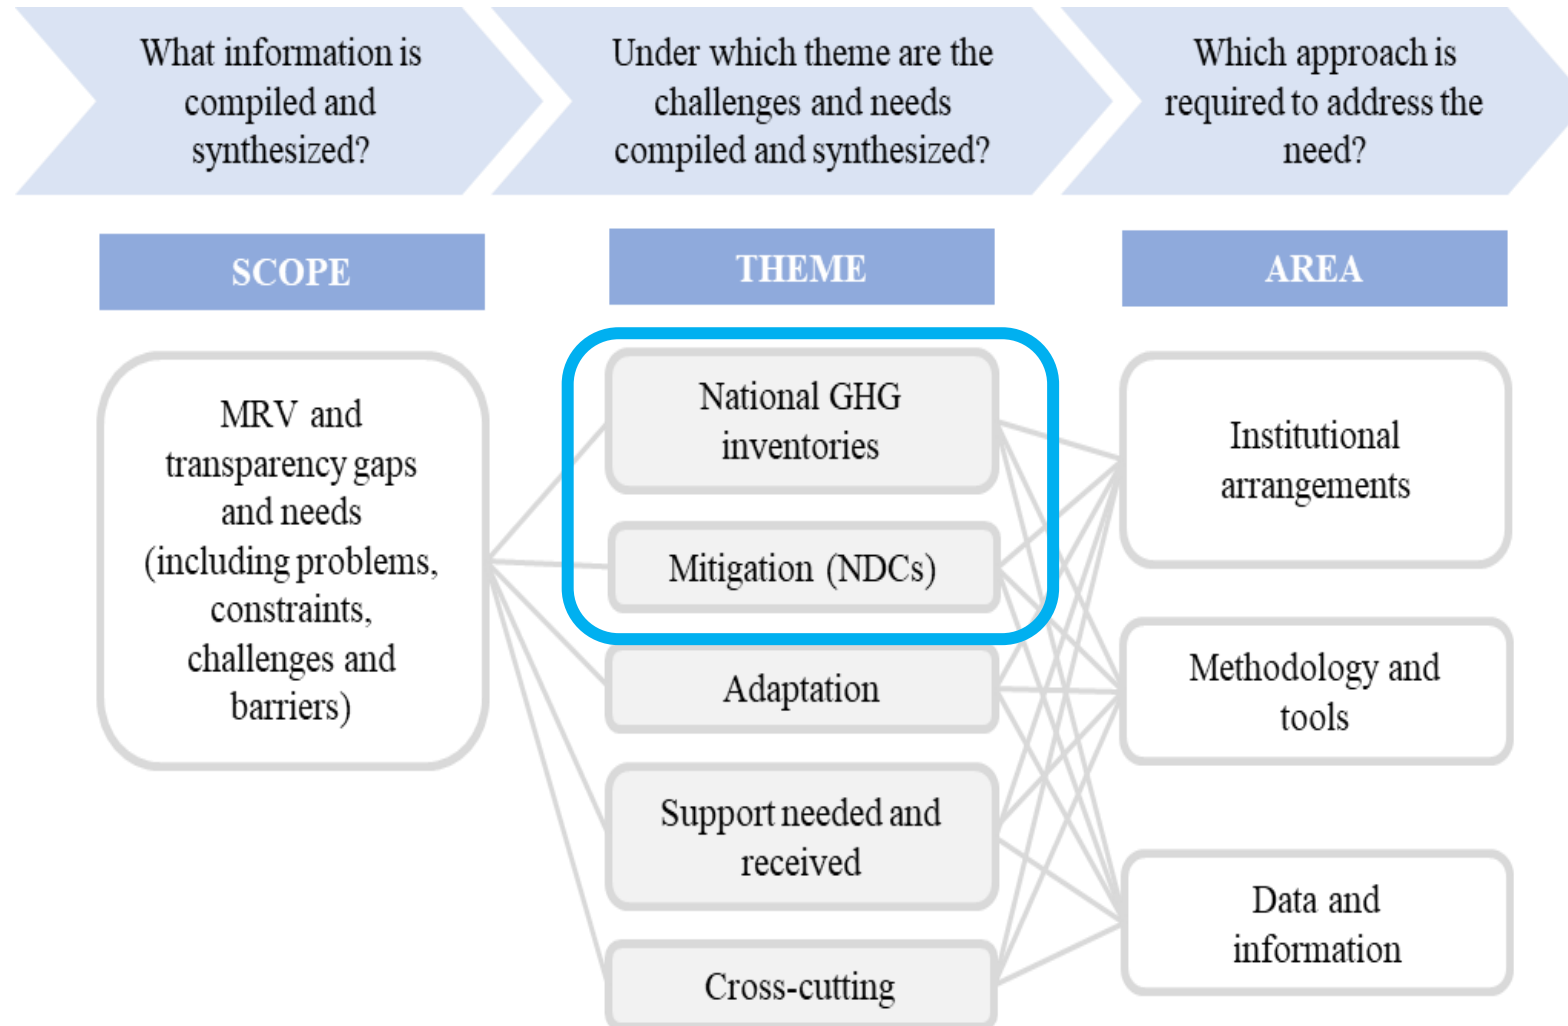 What information is
compiled and
synthesized?
Under which theme are the
challenges and needs
compiled and synthesized?
Which approach is
required to address the
need?
SCOPE
THEME
AREA
MRV and
transparency gaps
and needs
(including problems,
constraints,
challenges and
barriers)
National GHG
inventories
Mitigation (NDCs)
Adaptation
Support needed and
received
Cross-cutting
Institutional
arrangements
Methodology and
tools
Data and
information